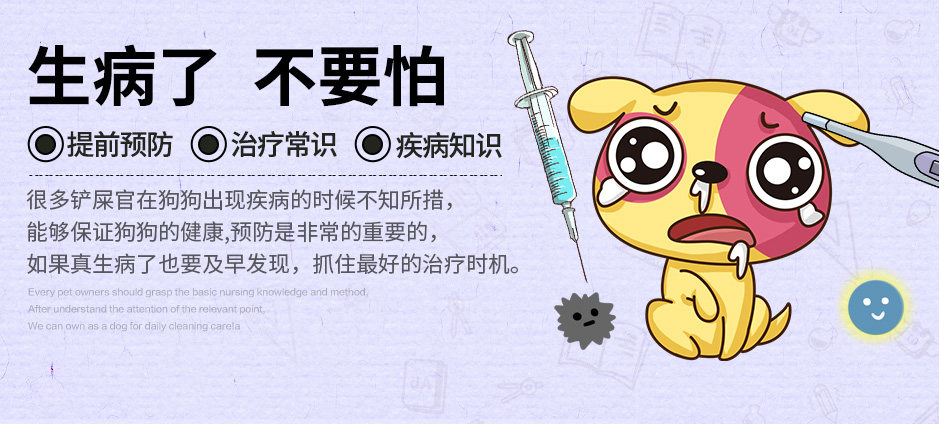 生病了 不要怕
提前预防 治疗常识 疾病知识
很多铲屎官在狗狗出现疾病的时候不知所措，
能够保证狗狗的健康,预防是非常的重要的，
如果真生病了也要及早发现，抓住最好的治疗时机。
Every pet owners should grasp the basic nursing knowledge and method,
After understand the attention of the relevant point,
We can own as a dog for daily cleaning carela